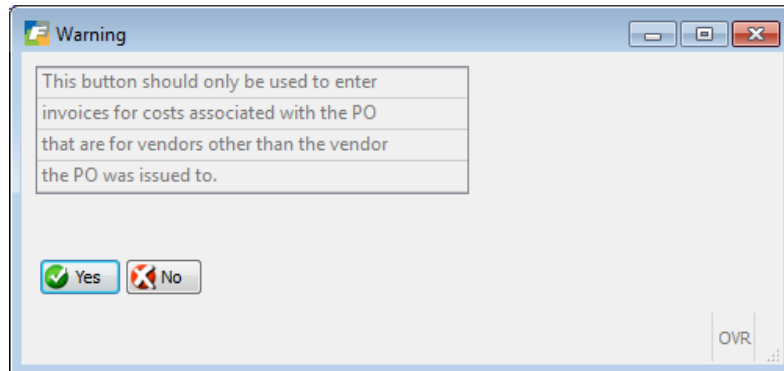 Warning
This button should only be used to enter
invoices for costs associated with the PO
that are for vendors other than the vendor
the PO was issued to.
Yes No
OVR